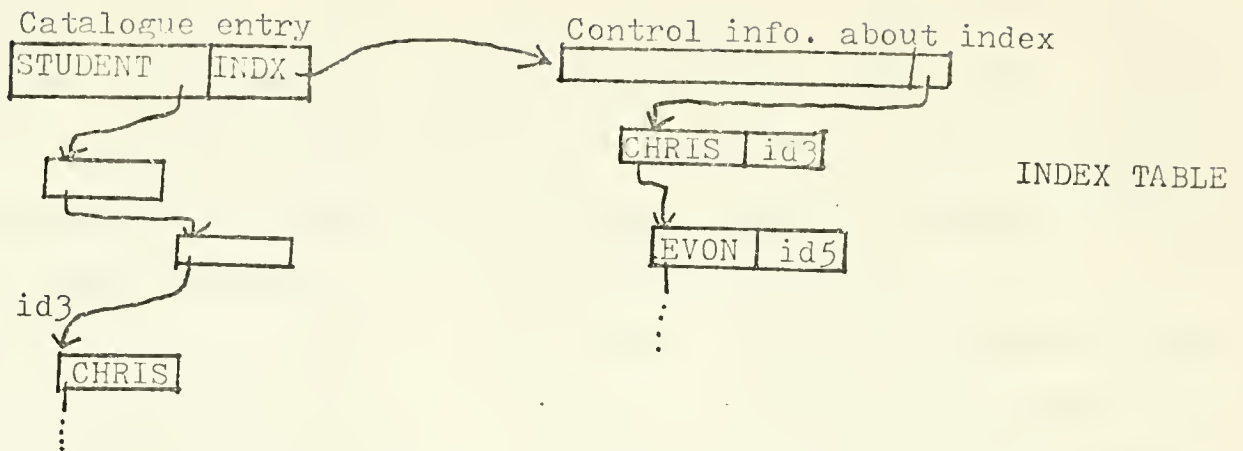 Catalogue entry
STUDENT INDX
Control info. about index
CHRIS id3
INDEX TABLE
EVON id5
id3
CHRIS